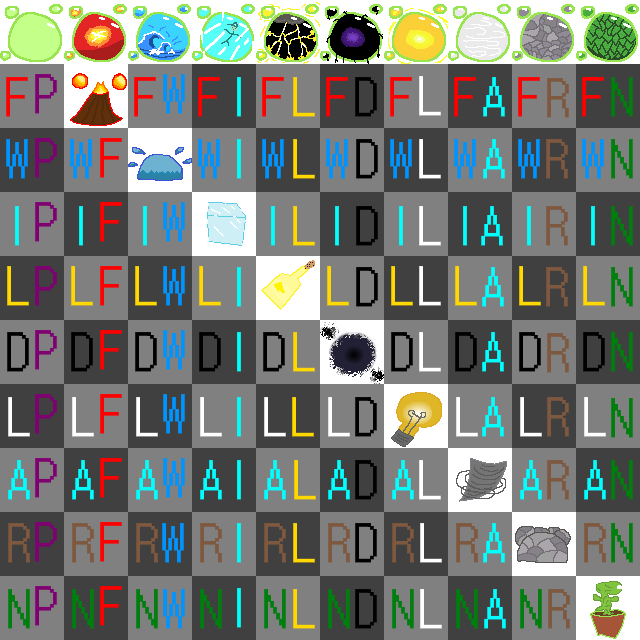 FP FW FI FL FD FL FA FR FN
WP WF WI WL WD WL WA WR WN
IP IF IW IL ID IL IA IR IN
LP LF LW LI LD LL LA LR LN
DP DF DW DI DL DL DA DR DN
LP LF LW LI LL LD LA LR LN
AP AF AW AI AL AD AL AR AN
RP RF RW RI RL RD RL RA RN
NP NF NW NI NL ND NL NA NR